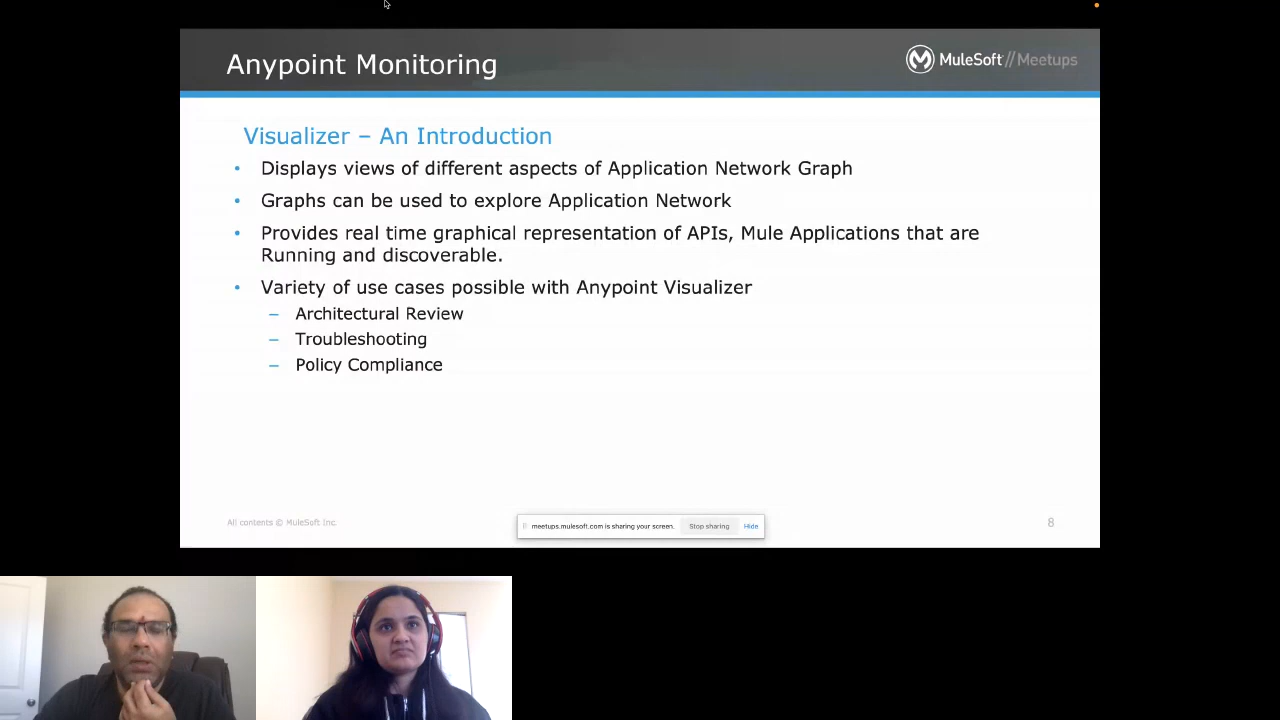 Anypoint Monitoring
MuleSoft//Meetups
Visualizer – An Introduction
• Displays views of different aspects of Application Network Graph
• Graphs can be used to explore Application Network
• Provides real time graphical representation of APIs, Mule Applications that are
Running and discoverable.
• Variety of use cases possible with Anypoint Visualizer
– Architectural Review
– Troubleshooting
– Policy Compliance
All contents © MuleSoft Inc.
meetups.mulesoft.com is sharing your screen. Stop sharing Hide
8